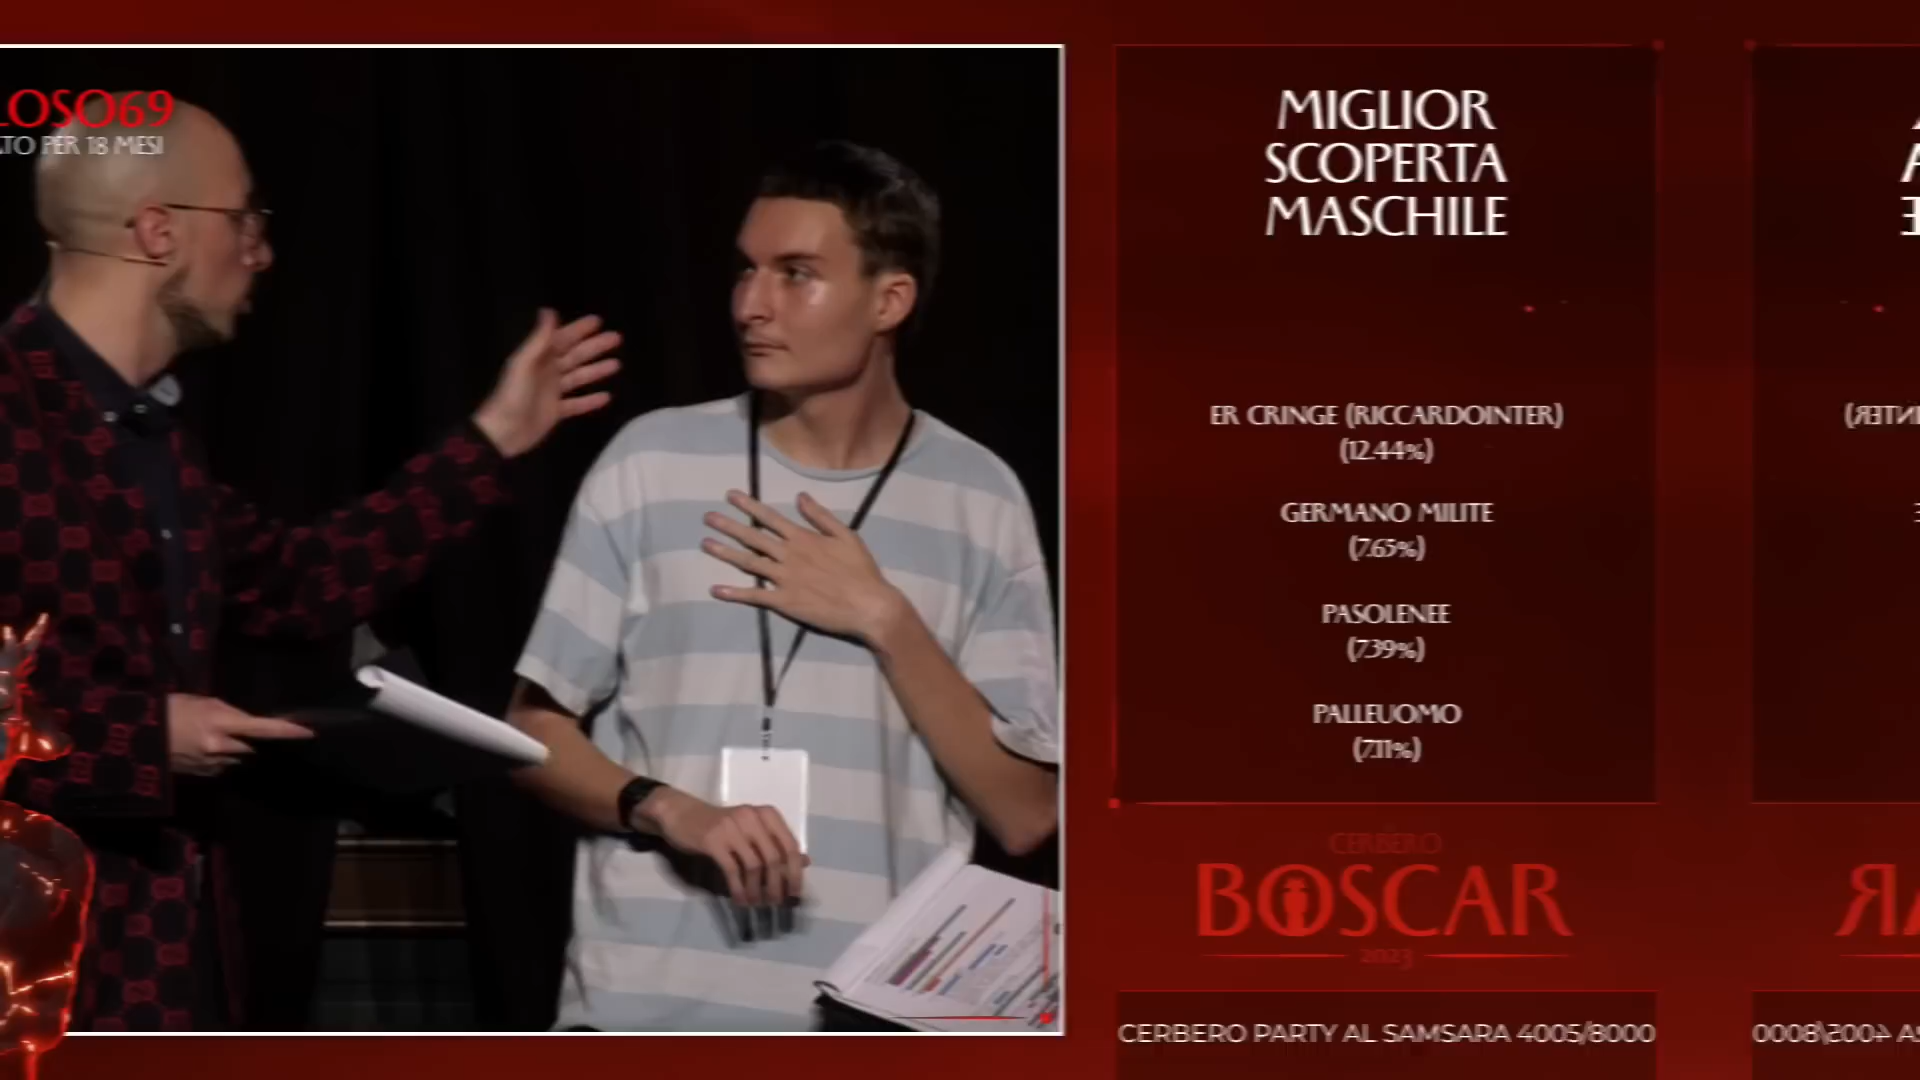 LOSO69
ATO PER 18 MESI
MIGLIOR
SCOPERTA
MASCHILE
ER CRINGE (RICCARDOINTER)
(12.44%)
GERMANO MILITE
(7.65%)
PASOLENEE
(7.39%)
PALLEUOMO
(7.11%)
CERBERO
BOSCAR
2023
CERBERO PARTY AL SAMSARA 4005/8000